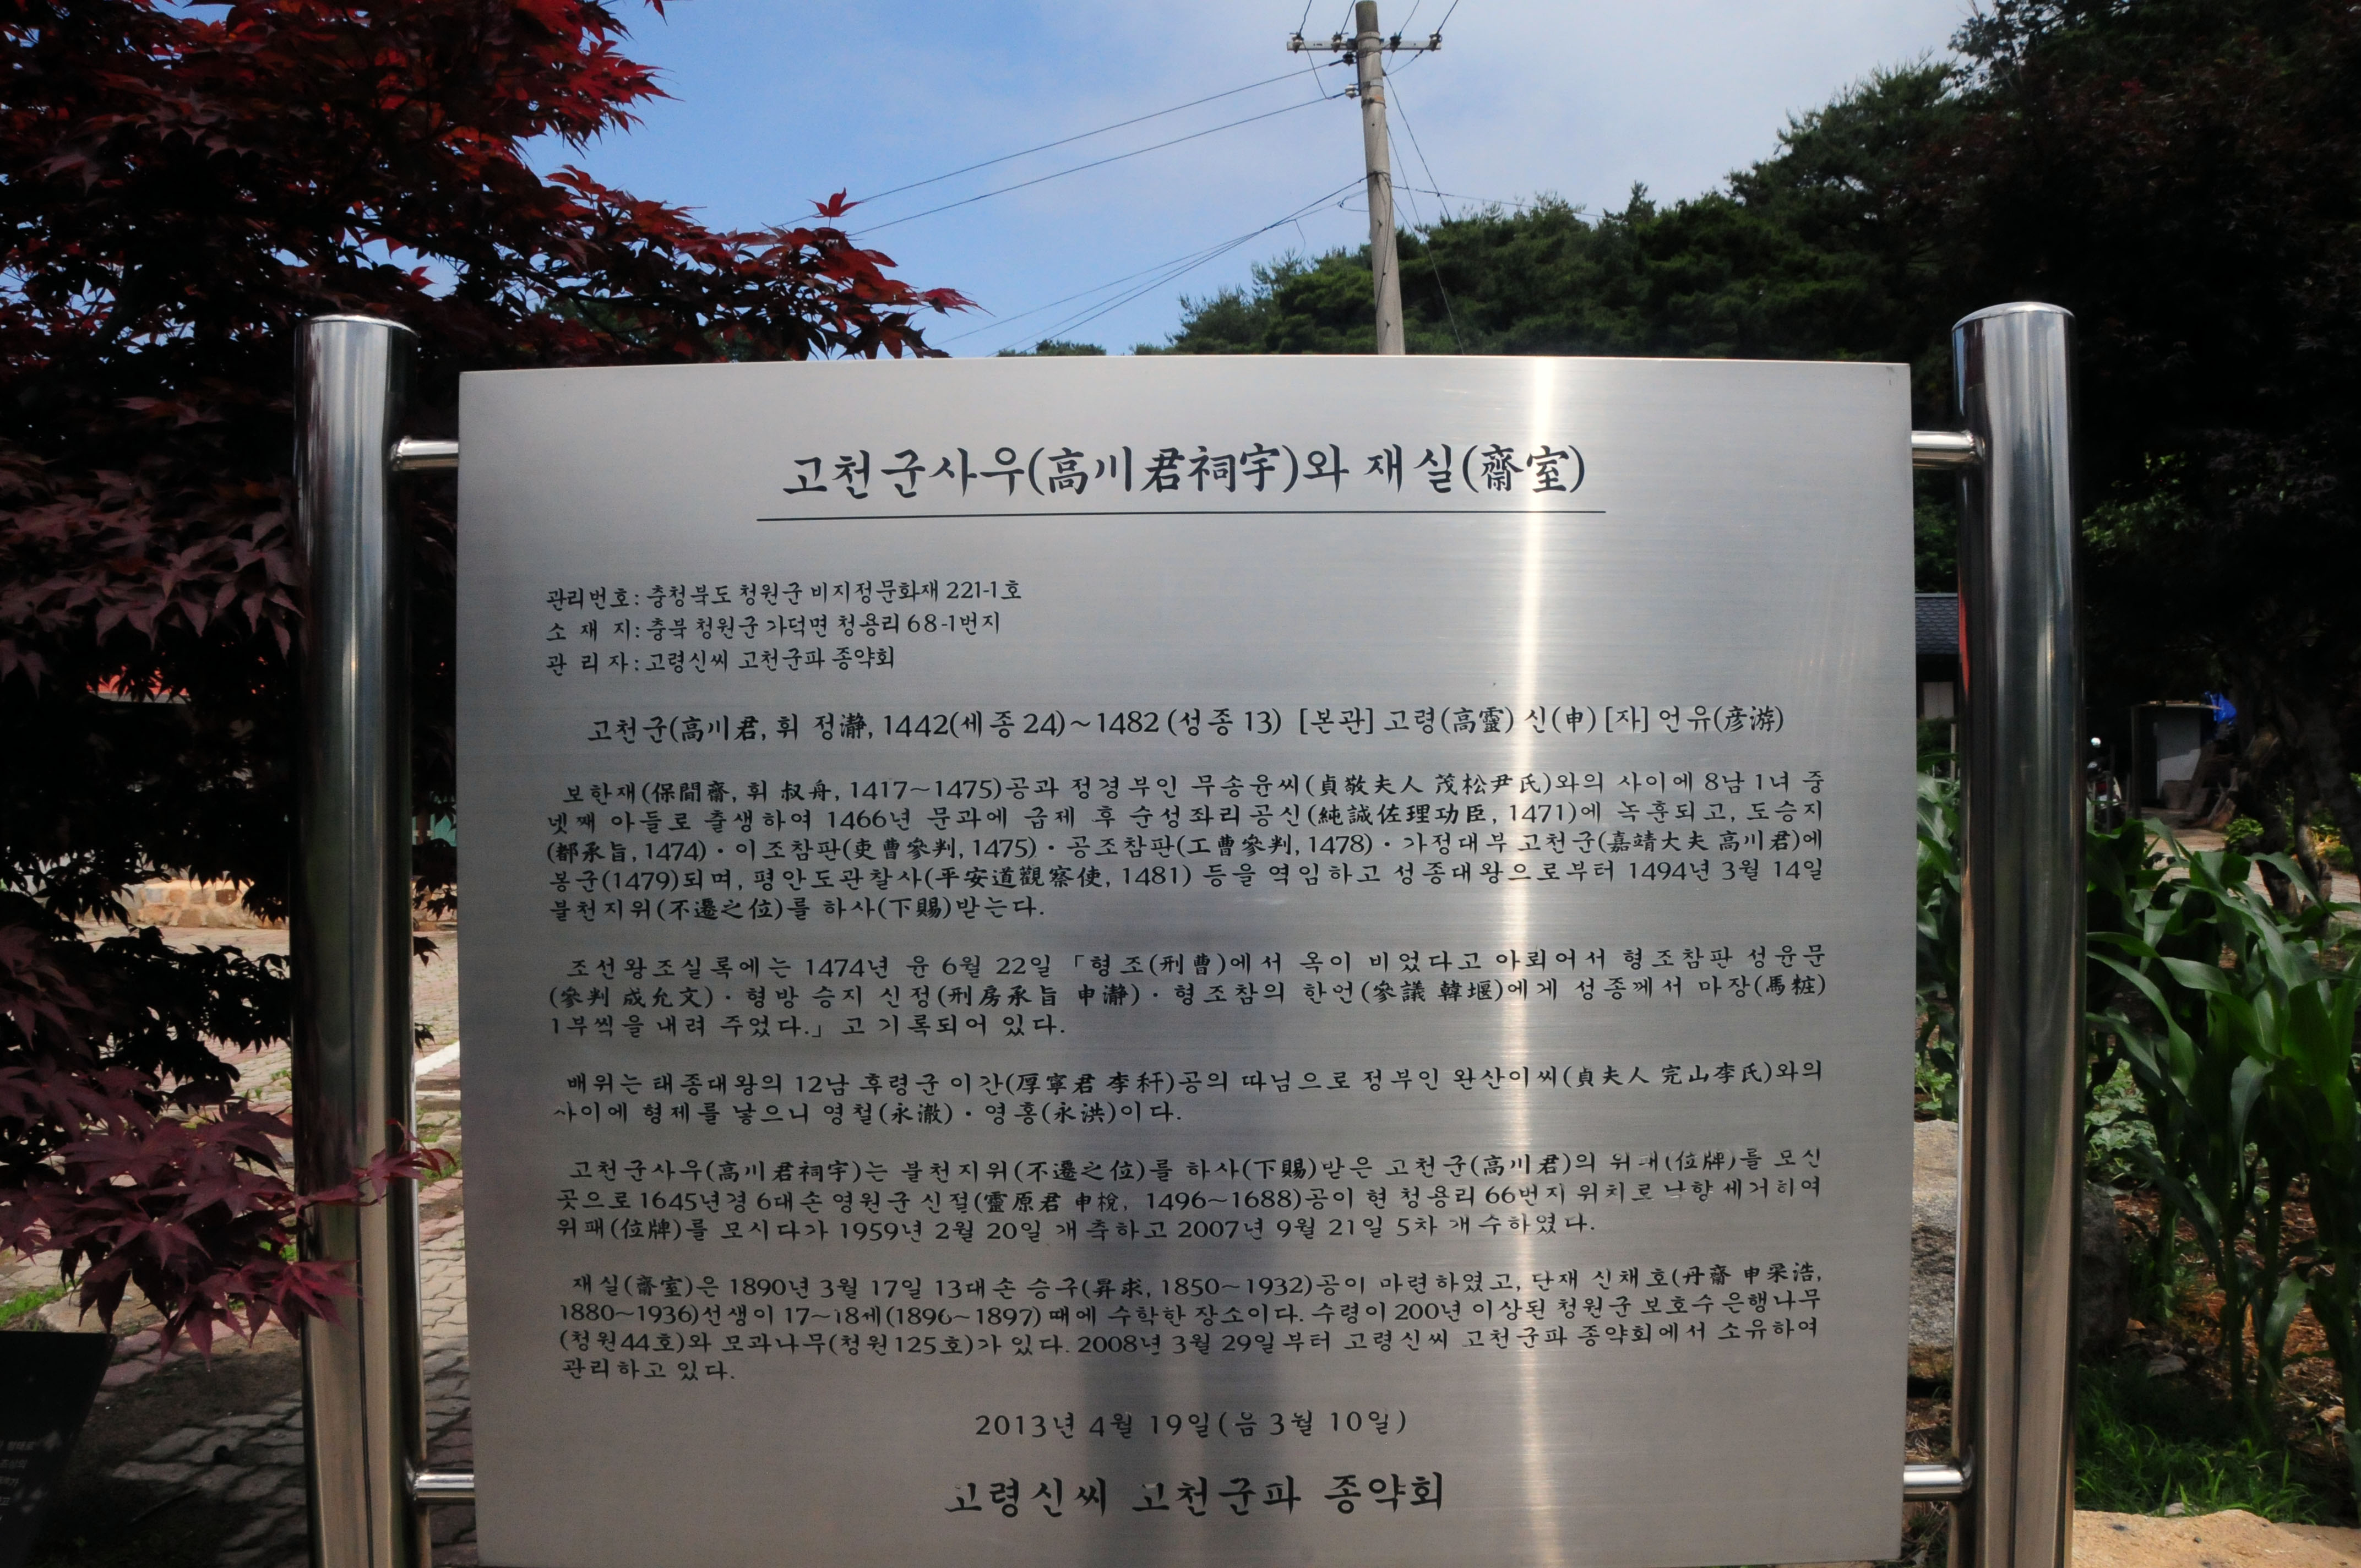 고천군사우(高川君祠宇)와 재실(齋室)
관리번호: 충청북도 청원군 비지정문화재 221-1호
소 재 지: 충북 청원군 가덕면 청용리 68-1번지
관 리 자: 고령신씨 고천군파 종약회
고천군(高川君, 휘 정瀞, 1442(세종 24)~1482 (성종 13) [본관] 고령(高靈) 신(申) [자] 언유(彦游)
보한재(保閒齋, 휘 叔舟, 1417~1475)공과 정경부인 무송윤씨(貞敬夫人 茂松尹氏)와의 사이에 8남 1녀 중
넷째 아들로 출생하여 1466년 문과에 급제 후 순성좌리공신(純誠佐理功臣, 1471)에 녹훈되고, 도승지
(都承旨, 1474)·이조참판(吏曹參判, 1475)·공조참판(工曹參判, 1478)·가정대부 고천군(嘉靖大夫 高川君)에
봉군(1479)되며, 평안도관찰사(平安道觀察使, 1481) 등을 역임하고 성종대왕으로부터 1494년 3월 14일
불천지위(不遷之位)를 하사(下賜)받는다.
조선왕조실록에는 1474년 윤 6월 22일 「형조(刑曹)에서 옥이 비었다고 아뢰어서 형조참판 성윤문
(參判 成允文)·형방 승지 신정(刑房承旨 申瀞)·형조참의 한언(參議 韓堰)에게 성종께서 마장(馬粧)
1부씩을 내려 주었다.」고 기록되어 있다.
배위는 태종대왕의 12남 후령군 이간(厚寧君 李衦)공의 따님으로 정부인 완산이씨(貞夫人 完山李氏)와의
사이에 형제를 낳으니 영철(永澈)·영홍(永洪)이다.
고천군사우(高川君祠宇)는 불천지위(不遷之位)를 하사(下賜)받은 고천군(高川君)의 위패(位牌)를 모신
곳으로 1645년경 6대손 영원군 신절(靈原君 申梲, 1496~1688)공이 현 청용리 66번지 위치로 낙향 세거하여
위패(位牌)를 모시다가 1959년 2월 20일 개축하고 2007년 9월 21일 5차 개수하였다.
재실(齋室)은 1890년 3월 17일 13대손 승구(昇求, 1850~1932)공이 마련하였고, 단재 신채호(丹齋 申采浩,
1880~1936)선생이 17~18세(1896~1897) 때에 수학한 장소이다. 수령이 200년 이상된 청원군 보호수 은행나무
(청원44호)와 모과나무(청원125호)가 있다. 2008년 3월 29일부터 고령신씨 고천군파 종약회에서 소유하여
관리하고 있다.
2013년 4월 19일(음 3월 10일)
고령신씨 고천군파 종약회